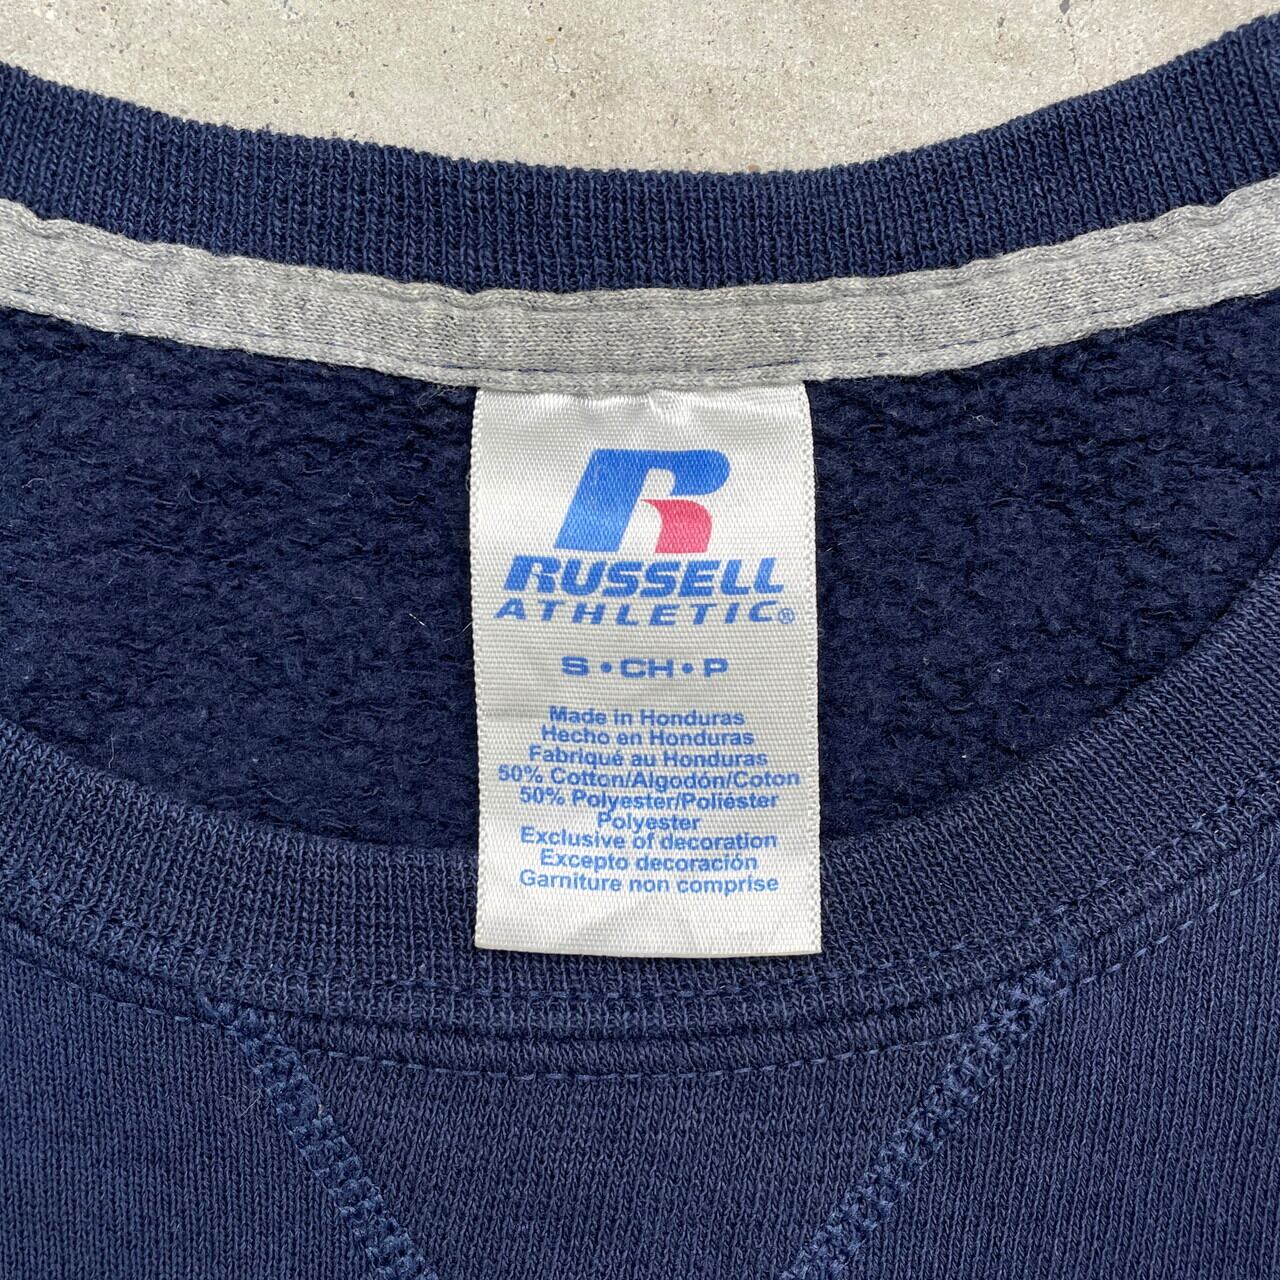 R
RUSSELL
ATHLETIC®
S • CH • P
Made in Honduras
Hecho en Honduras
Fabriqué au Honduras
50% Cotton/Algodón/Coton
50% Polyester/Poliéster
Polyester
Exclusive of decoration
Excepto decoración
Garniture non comprise